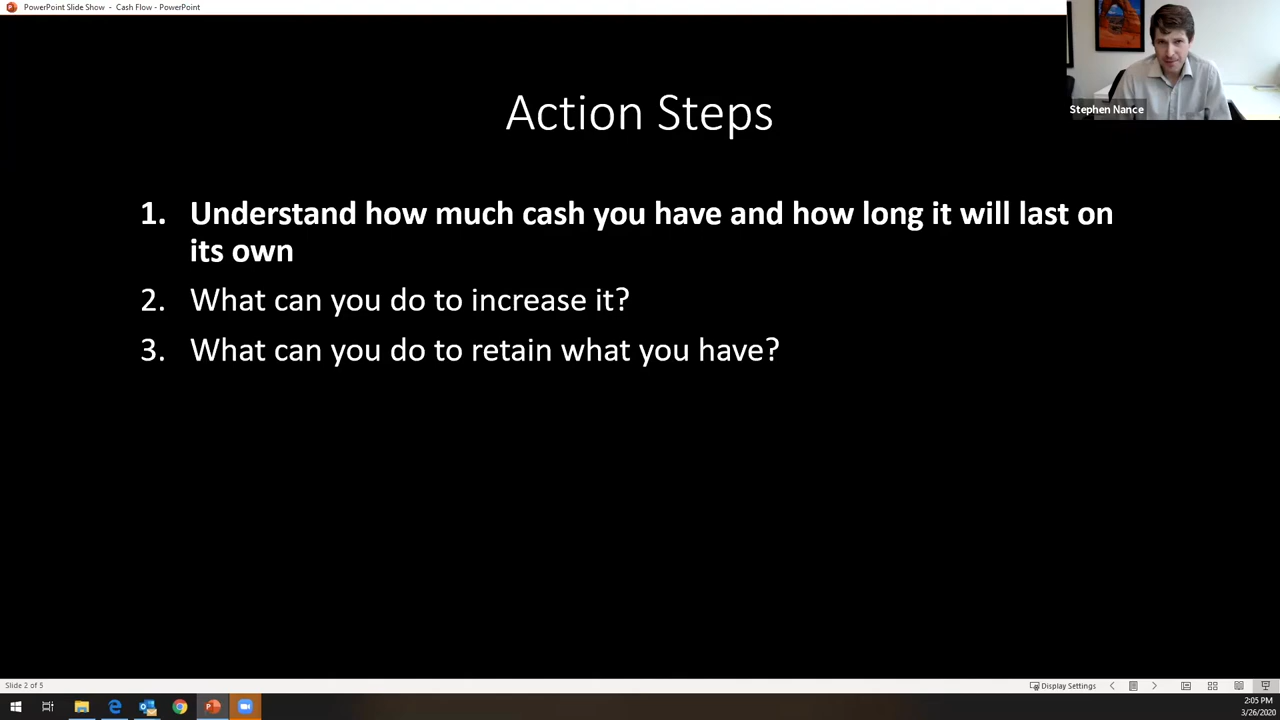 PowerPoint Slide Show - Cash Flow - PowerPoint
Stephen Nance
Action Steps
1. Understand how much cash you have and how long it will last on
its own
2. What can you do to increase it?
3. What can you do to retain what you have?
Slide 2 of 5
Display Settings
2:05 PM
3/26/2020